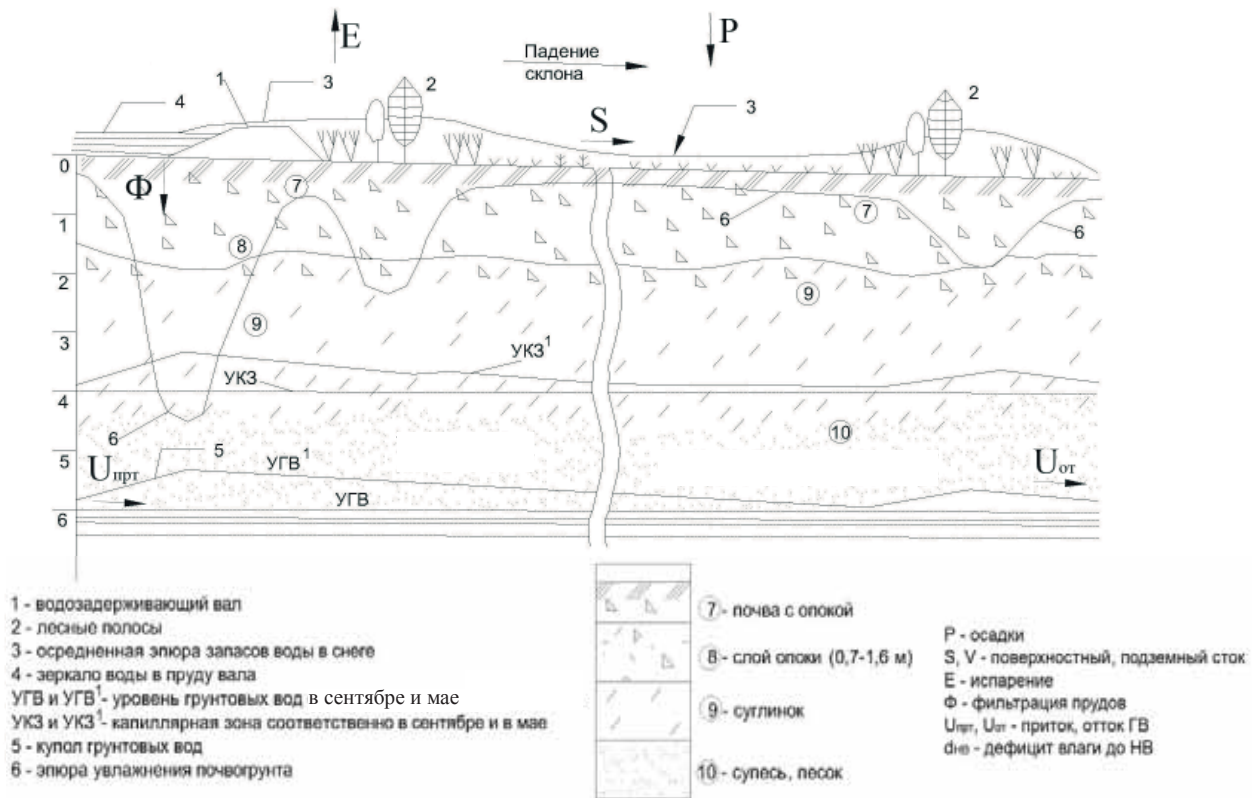 E
P
Падение
склона
1
3
2
4
S
3
2
0
Ф
7
7
6
6
1
8
2
9
9
3
УКЗ¹
УКЗ
4
6
10
5
5
Uпрт
УГВ¹
Uот
УГВ
6
1 - водозадерживающий вал
2 - лесные полосы
3 - осредненная эпюра запасов воды в снеге
4 - зеркало воды в пруду вала
УГВ и УГВ¹- уровень грунтовых вод в сентябре и мае
УКЗ и УКЗ¹- капиллярная зона соответственно в сентябре и в мае
5 - купол грунтовых вод
6 - эпюра увлажнения почвогрунта
7 - почва с опокой
8 - слой опоки (0,7-1,6 м)
9 - суглинок
10 - супесь, песок
P - осадки
S, V - поверхностный, подземный сток
E - испарение
Ф - фильтрация прудов
Uпрт, Uот - приток, отток ГВ
dнв - дефицит влаги до НВ